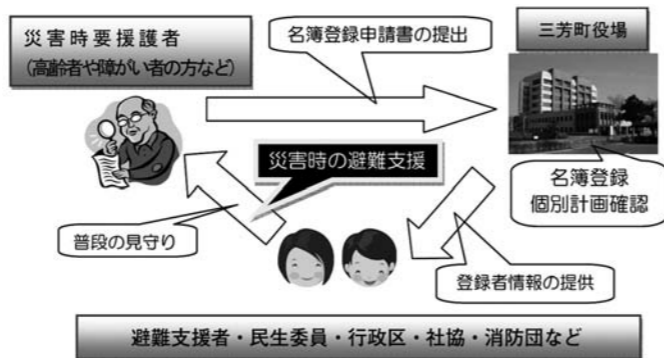 災害時要援護者
(高齢者や障がい者の方など)
名簿登録申請書の提出
三芳町役場
災害時の避難支援
名簿登録
個別計画確認
普段の見守り
登録者情報の提供
避難支援者・民生委員・行政区・社協・消防団など